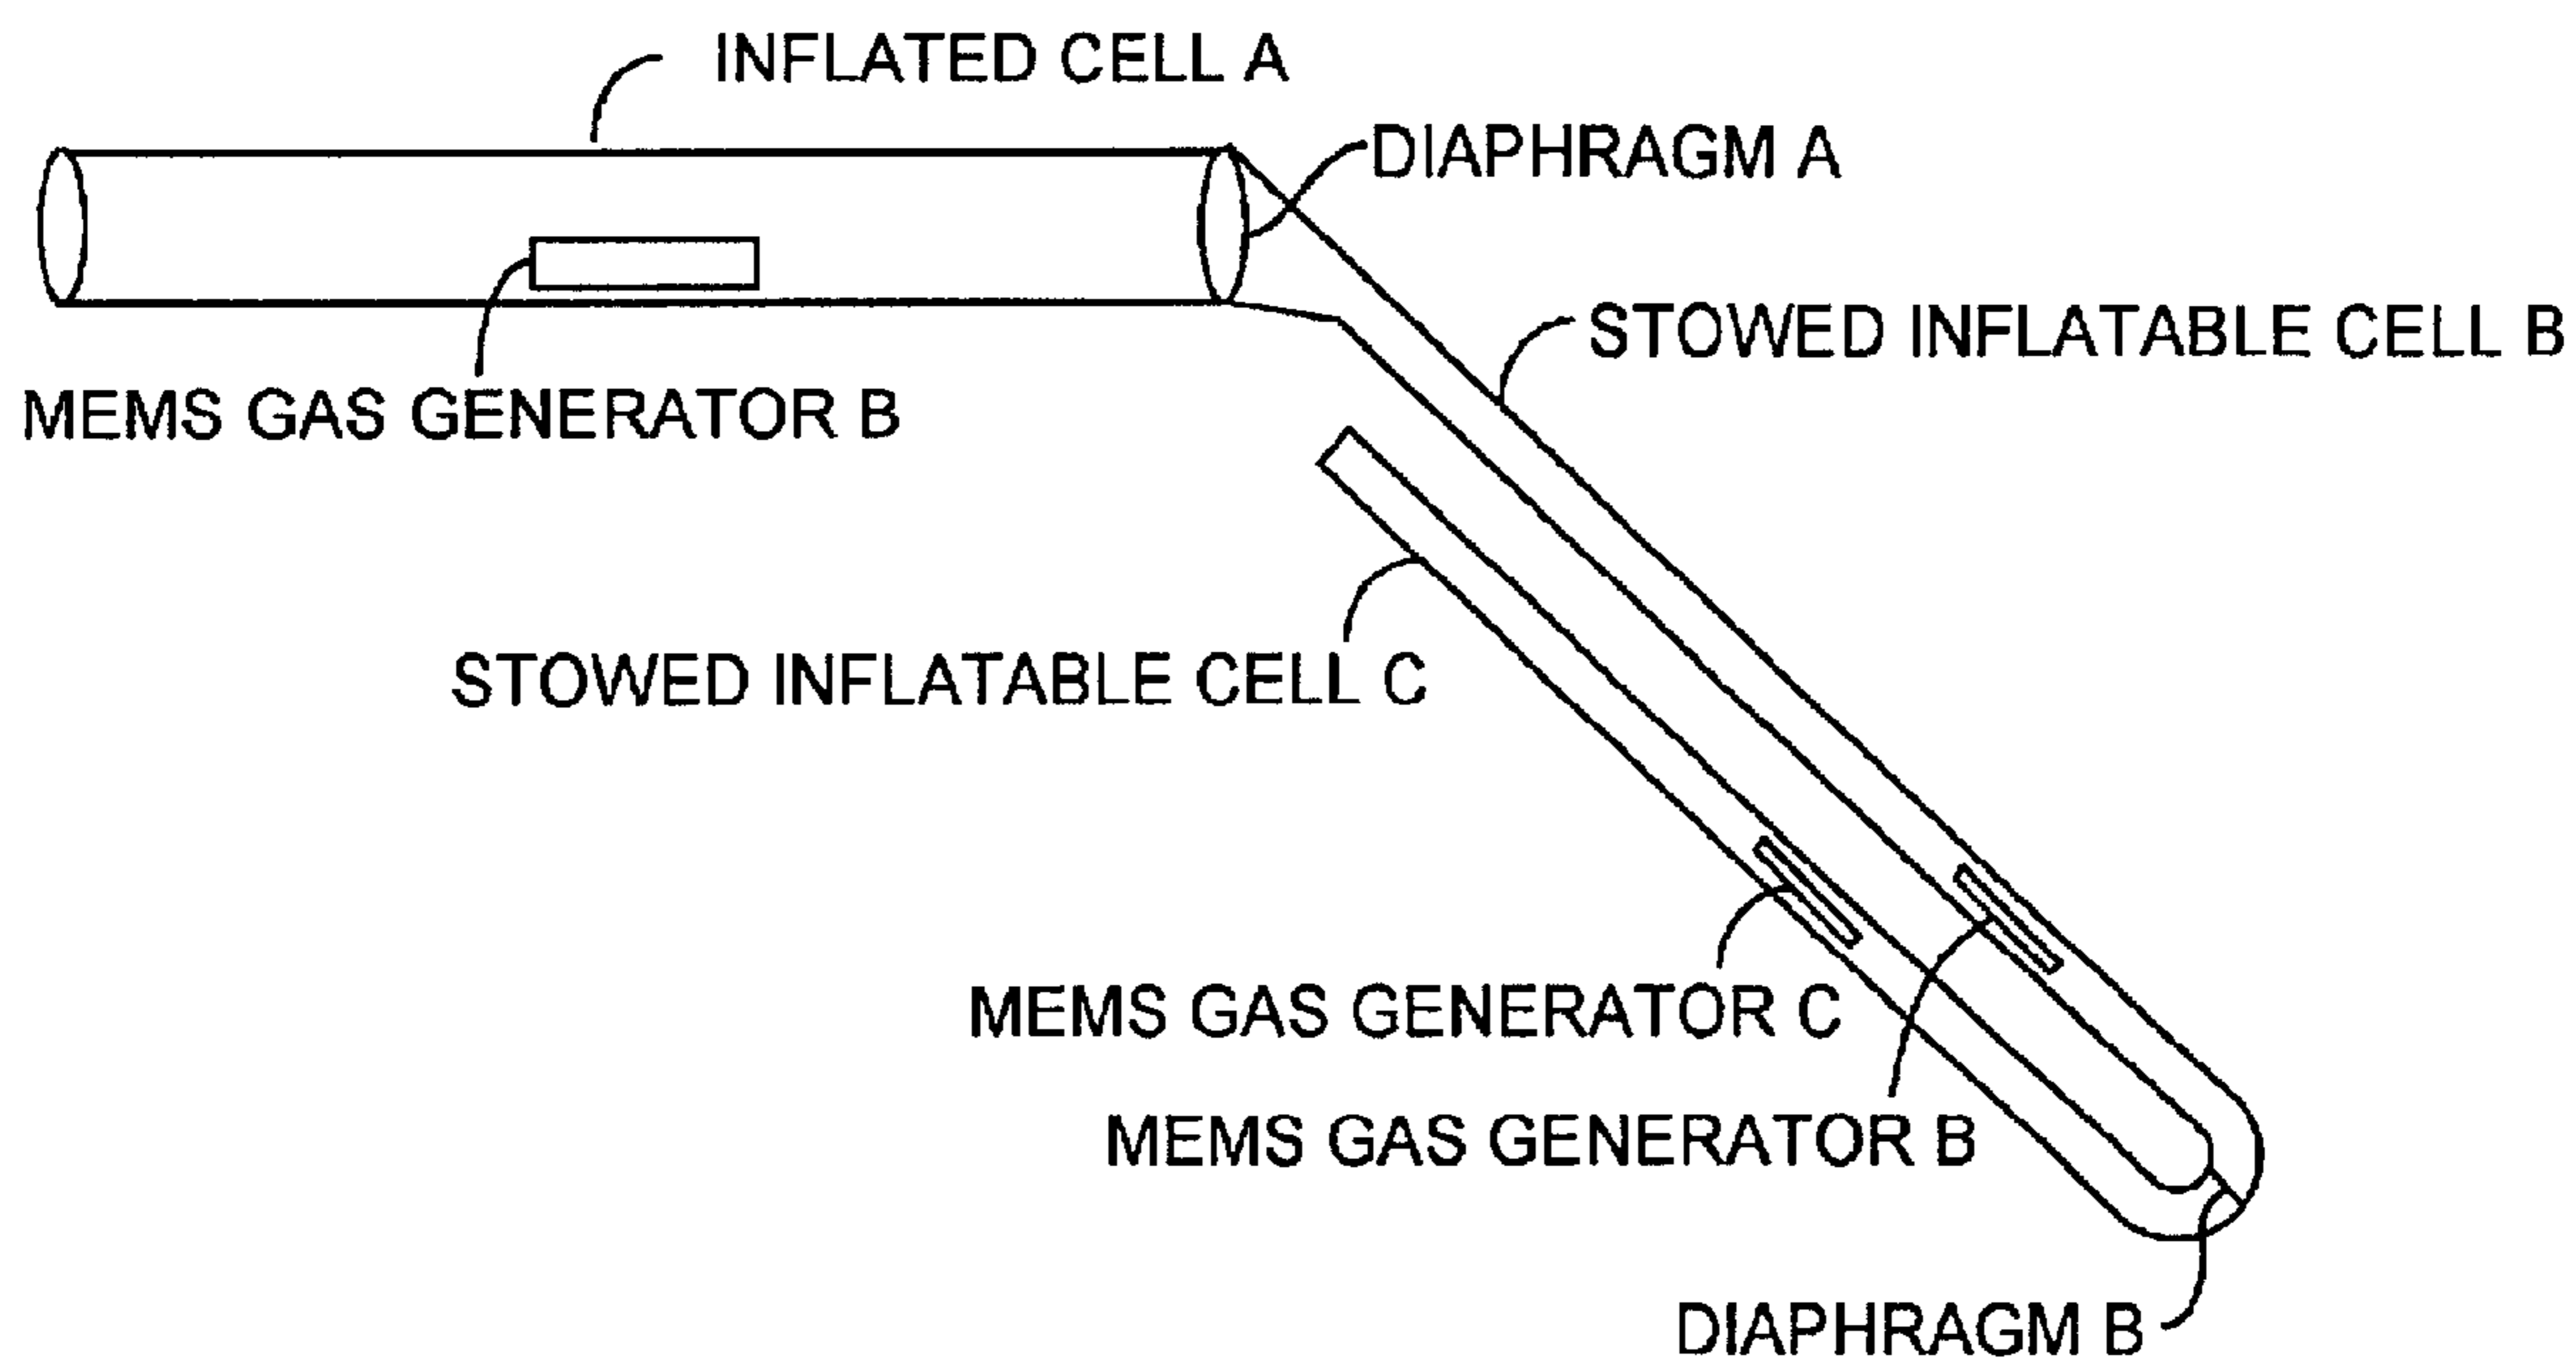 INFLATED CELL A
DIAPHRAGM A
STOWED INFLATABLE CELL B
MEMS GAS GENERATOR B
STOWED INFLATABLE CELL C
MEMS GAS GENERATOR C
MEMS GAS GENERATOR B
DIAPHRAGM B